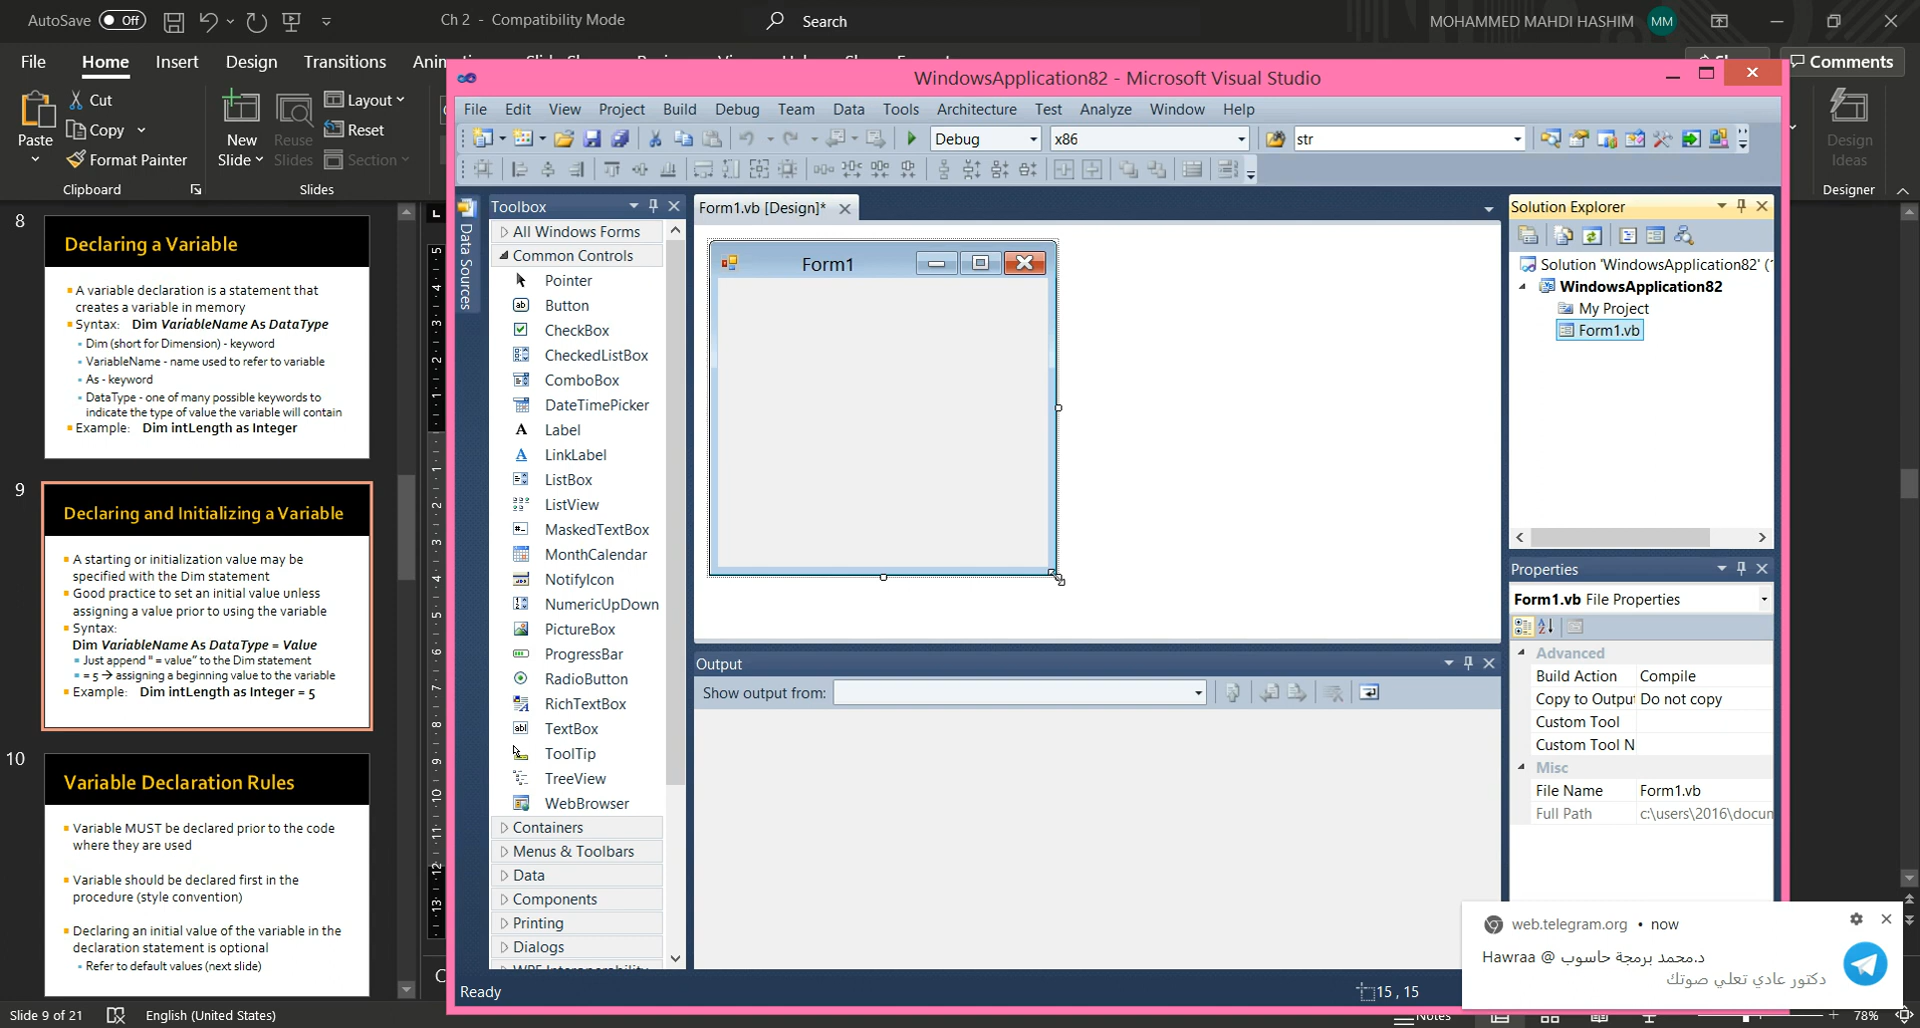 AutoSave Off
Ch 2 - Compatibility Mode
Search
MOHAMMED MAHDI HASHIM MM
File Home Insert Design Transitions
Comments
Paste
Cut
Copy
Format Painter
Clipboard
New
Slide
Reuse
Slides
Layout
Reset
Section
Slides
Design
Ideas
Designer
8
Declaring a Variable
A variable declaration is a statement that
creates a variable in memory
Syntax: Dim VariableName As DataType
Dim (short for Dimension) - keyword
VariableName - name used to refer to variable
As - keyword
DataType - one of many possible keywords to
indicate the type of value the variable will contain
Example: Dim intLength as Integer
9
Declaring and Initializing a Variable
A starting or initialization value may be
specified with the Dim statement
Good practice to set an initial value unless
assigning a value prior to using the variable
Syntax:
Dim VariableName As DataType = Value
Just append " = value" to the Dim statement
= 5 → assigning a beginning value to the variable
Example: Dim intLength as Integer = 5
10
Variable Declaration Rules
Variable MUST be declared prior to the code
where they are used
Variable should be declared first in the
procedure (style convention)
Declaring an initial value of the variable in the
declaration statement is optional
Refer to default values (next slide)
Slide 9 of 21 English (United States)
Notes
78%
WindowsApplication82 - Microsoft Visual Studio
File Edit View Project Build Debug Team Data Tools Architecture Test Analyze Window Help
Debug x86 str
Data Sources
Toolbox
All Windows Forms
Common Controls
Pointer
Button
CheckBox
CheckedListBox
ComboBox
DateTimePicker
Label
LinkLabel
ListBox
ListView
MaskedTextBox
MonthCalendar
NotifyIcon
NumericUpDown
PictureBox
ProgressBar
RadioButton
RichTextBox
TextBox
ToolTip
TreeView
WebBrowser
Containers
Menus & Toolbars
Data
Components
Printing
Dialogs
Form1.vb [Design]*
Form1
Output
Show output from:
Solution Explorer
Solution 'WindowsApplication82' (
WindowsApplication82
My Project
Form1.vb
Properties
Form1.vb File Properties
Advanced
Build Action Compile
Copy to Output Do not copy
Custom Tool
Custom Tool N
Misc
File Name Form1.vb
Full Path c:\users\2016\docum
Ready
15 , 15
web.telegram.org • now
د.محمد برمجة حاسوب @ Hawraa
دكتور عادي تعلي صوتك